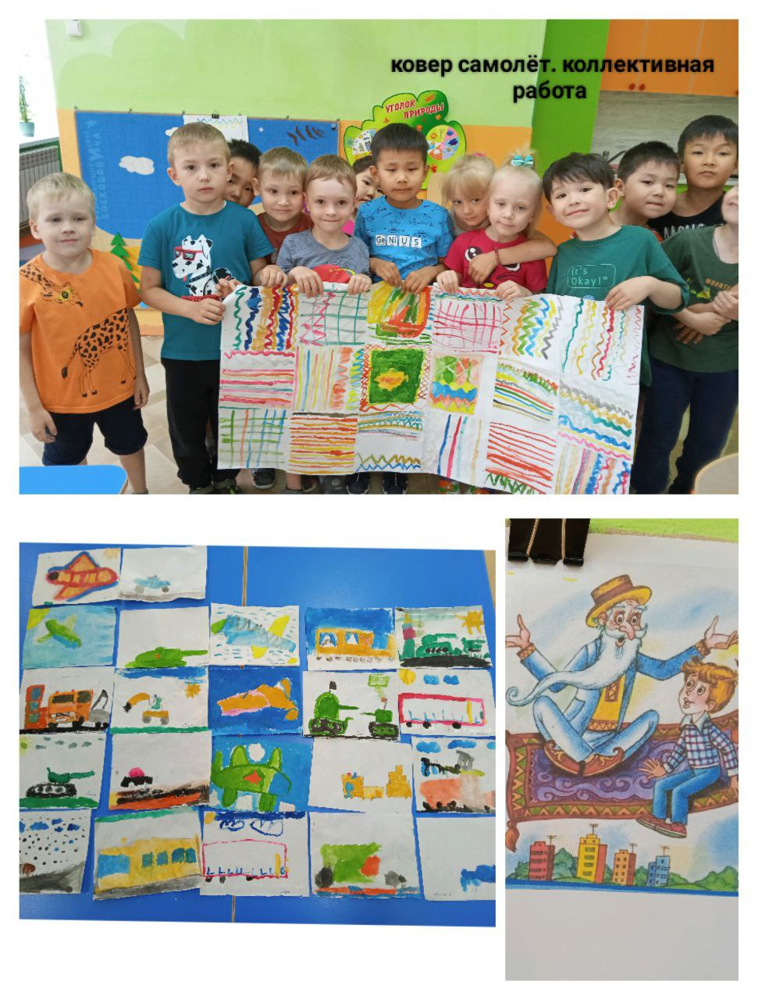 ковер самолёт. коллективная
работа
УГОЛОК
ПРИРОДЫ
GENIUS
It's
Okay!*